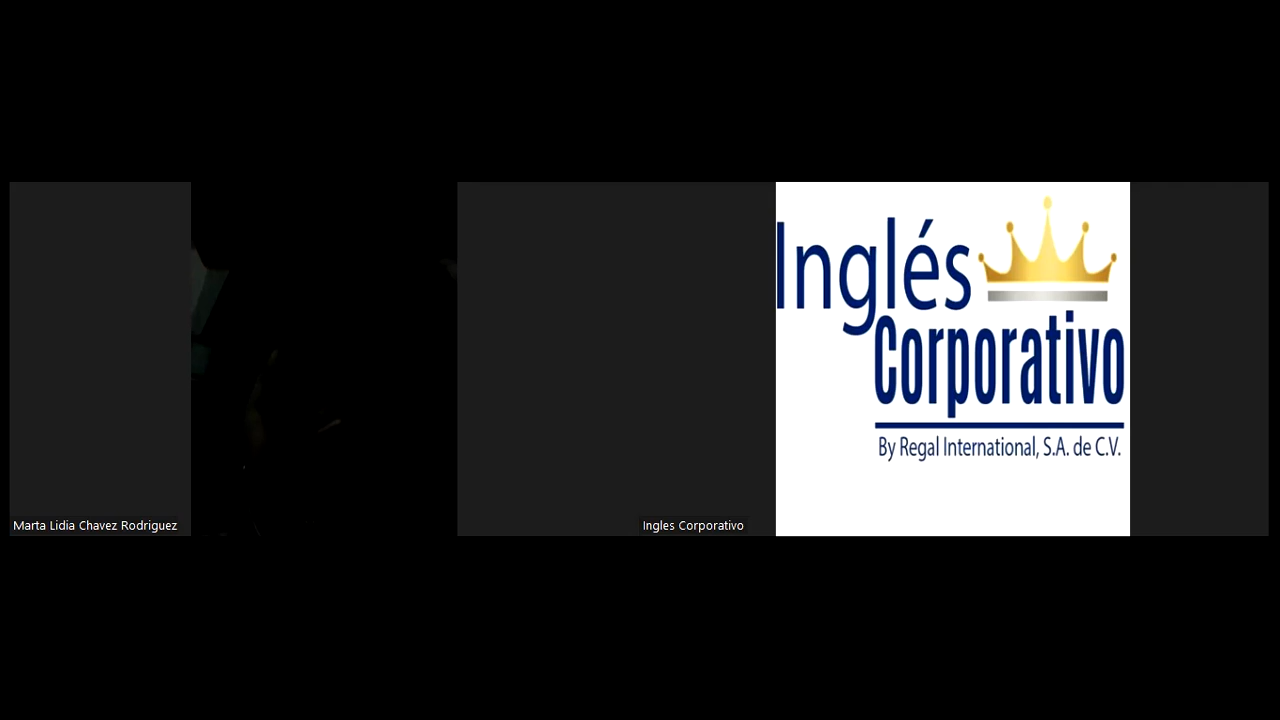 Inglés
Corporativo
By Regal International, S.A. de C.V.
Marta Lidia Chavez Rodriguez
Ingles Corporativo